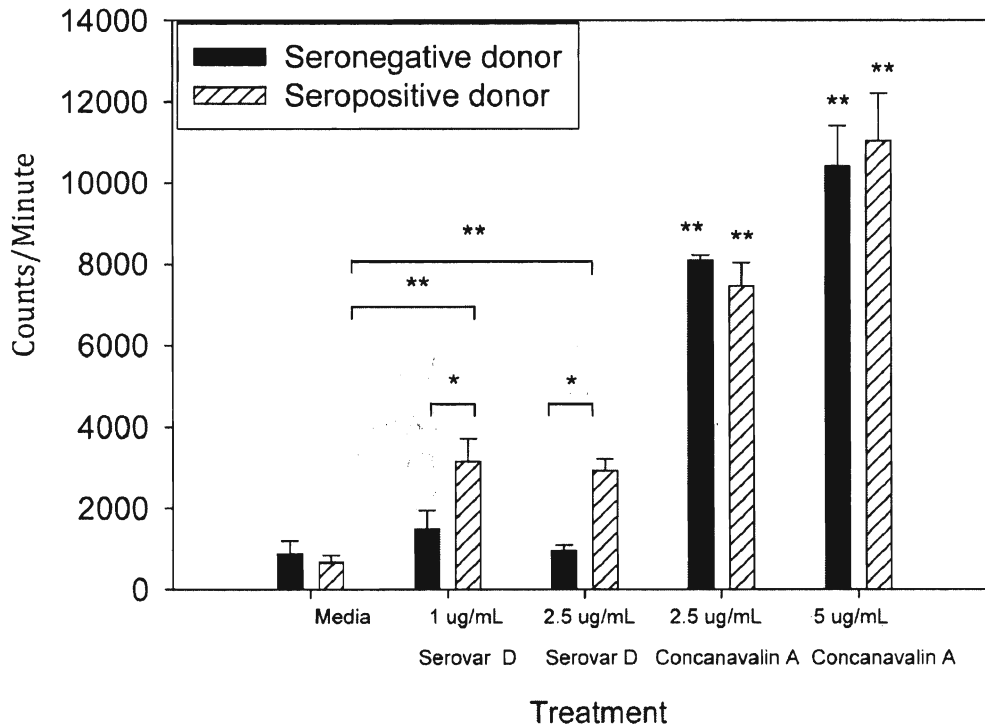 14000
12000
10000
8000
6000
4000
2000
0
Counts/Minute
Seronegative donor
Seropositive donor
**
**
*
*
**
**
**
**
Media
1 ug/mL
2.5 ug/mL
2.5 ug/mL
5 ug/mL
Serovar D
Serovar D
Concanavalin A
Concanavalin A
Treatment